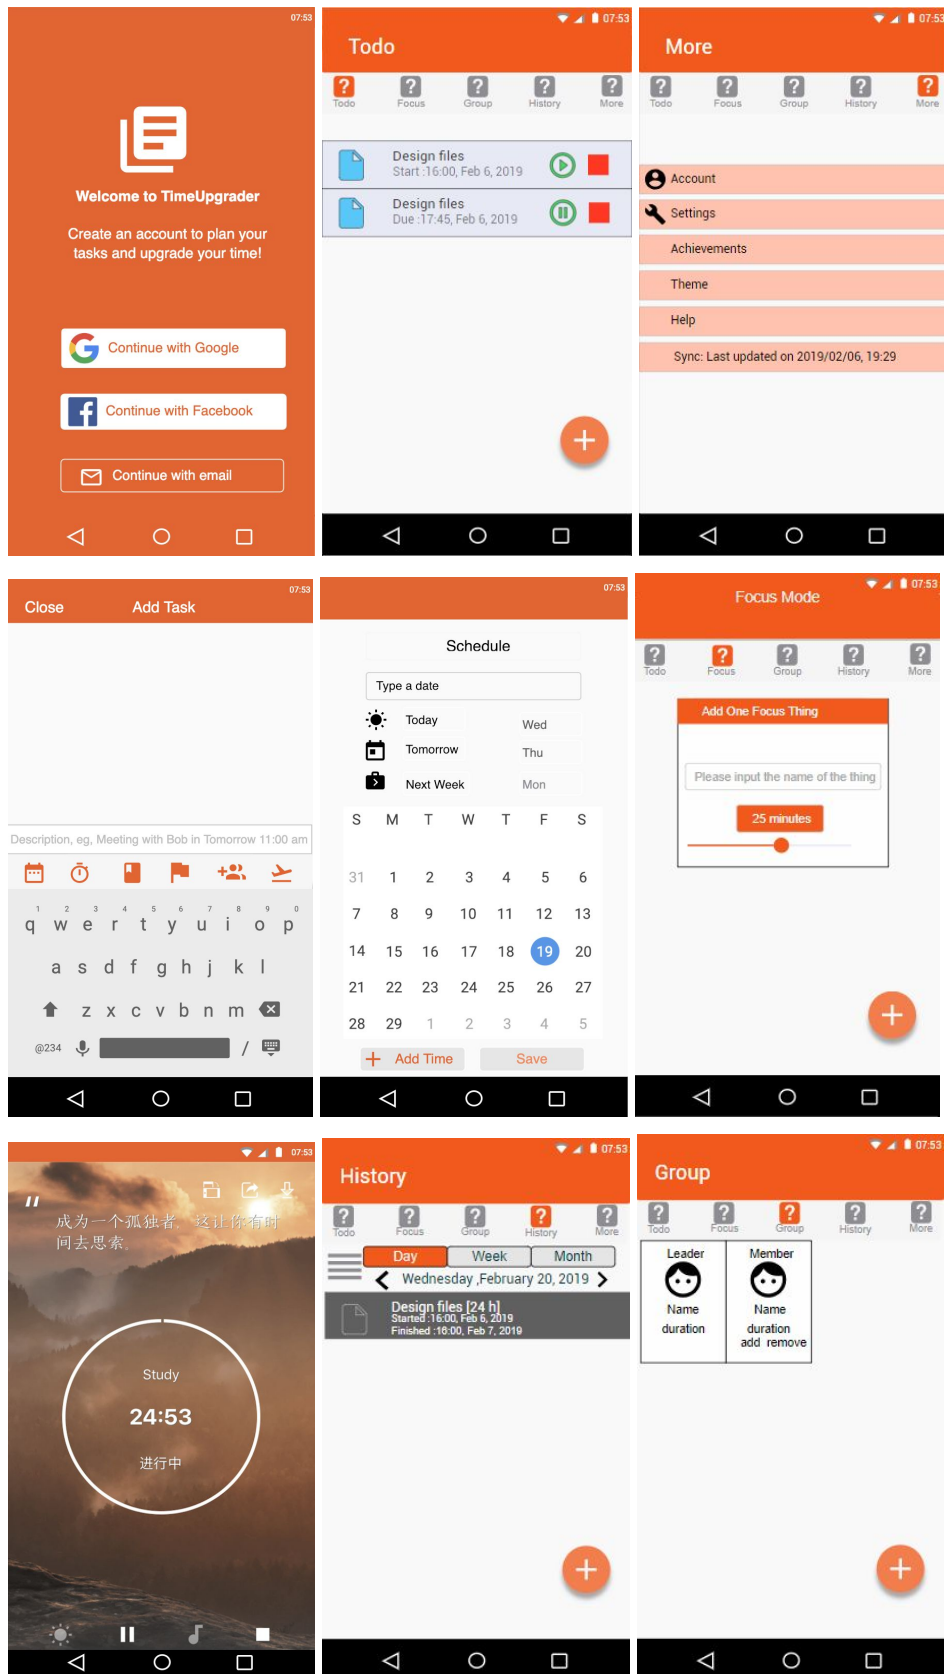 07:53
Welcome to TimeUpgrader
Create an account to plan your
tasks and upgrade your time!
Continue with Google
Continue with Facebook
Continue with email
07:53
Todo
? ? ? ? ?
Todo Focus Group History More
Design files
Start :16:00, Feb 6, 2019
Design files
Due :17:45, Feb 6, 2019
07:53
More
? ? ? ? ?
Todo Focus Group History More
Account
Settings
Achievements
Theme
Help
Sync: Last updated on 2019/02/06, 19:29
07:53
Close Add Task
Description, eg, Meeting with Bob in Tomorrow 11:00 am
1 2 3 4 5 6 7 8 9 0
q w e r t y u i o p
a s d f g h j k l
z x c v b n m
@234 /
07:53
Schedule
Type a date
Today Wed
Tomorrow Thu
Next Week Mon
S M T W T F S
31 1 2 3 4 5 6
7 8 9 10 11 12 13
14 15 16 17 18 19 20
21 22 23 24 25 26 27
28 29 1 2 3 4 5
+ Add Time Save
07:53
Focus Mode
? ? ? ? ?
Todo Focus Group History More
Add One Focus Thing
Please input the name of the thing
25 minutes
07:53
"
成为一个孤独者，这让你有时
间去思索。
Study
24:53
进行中
07:53
History
? ? ? ? ?
Todo Focus Group History More
Day Week Month
Wednesday ,February 20, 2019
Design files [24 h]
Started :16:00, Feb 6, 2019
Finished :16:00, Feb 7, 2019
07:53
Group
? ? ? ? ?
Todo Focus Group History More
Leader Member
Name Name
duration duration
add remove